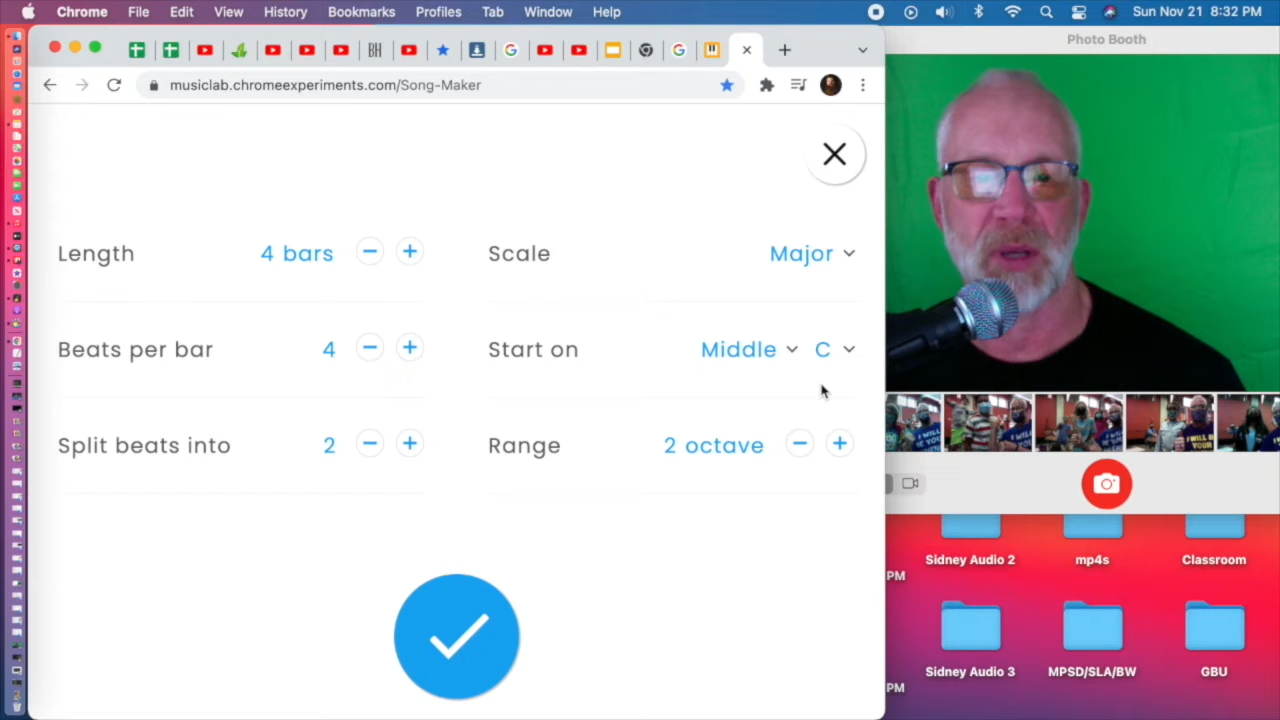 Chrome File Edit View History Bookmarks Profiles Tab Window Help Sun Nov 21 8:32 PM
Photo Booth
BH
musiclab.chromeexperiments.com/Song-Maker
Length 4 bars
Scale Major
Beats per bar 4
Start on Middle C
Split beats into 2
Range 2 octave
Sidney Audio 2 mp4s Classroom
PM
Sidney Audio 3 MPSD/SLA/BW GBU
PM